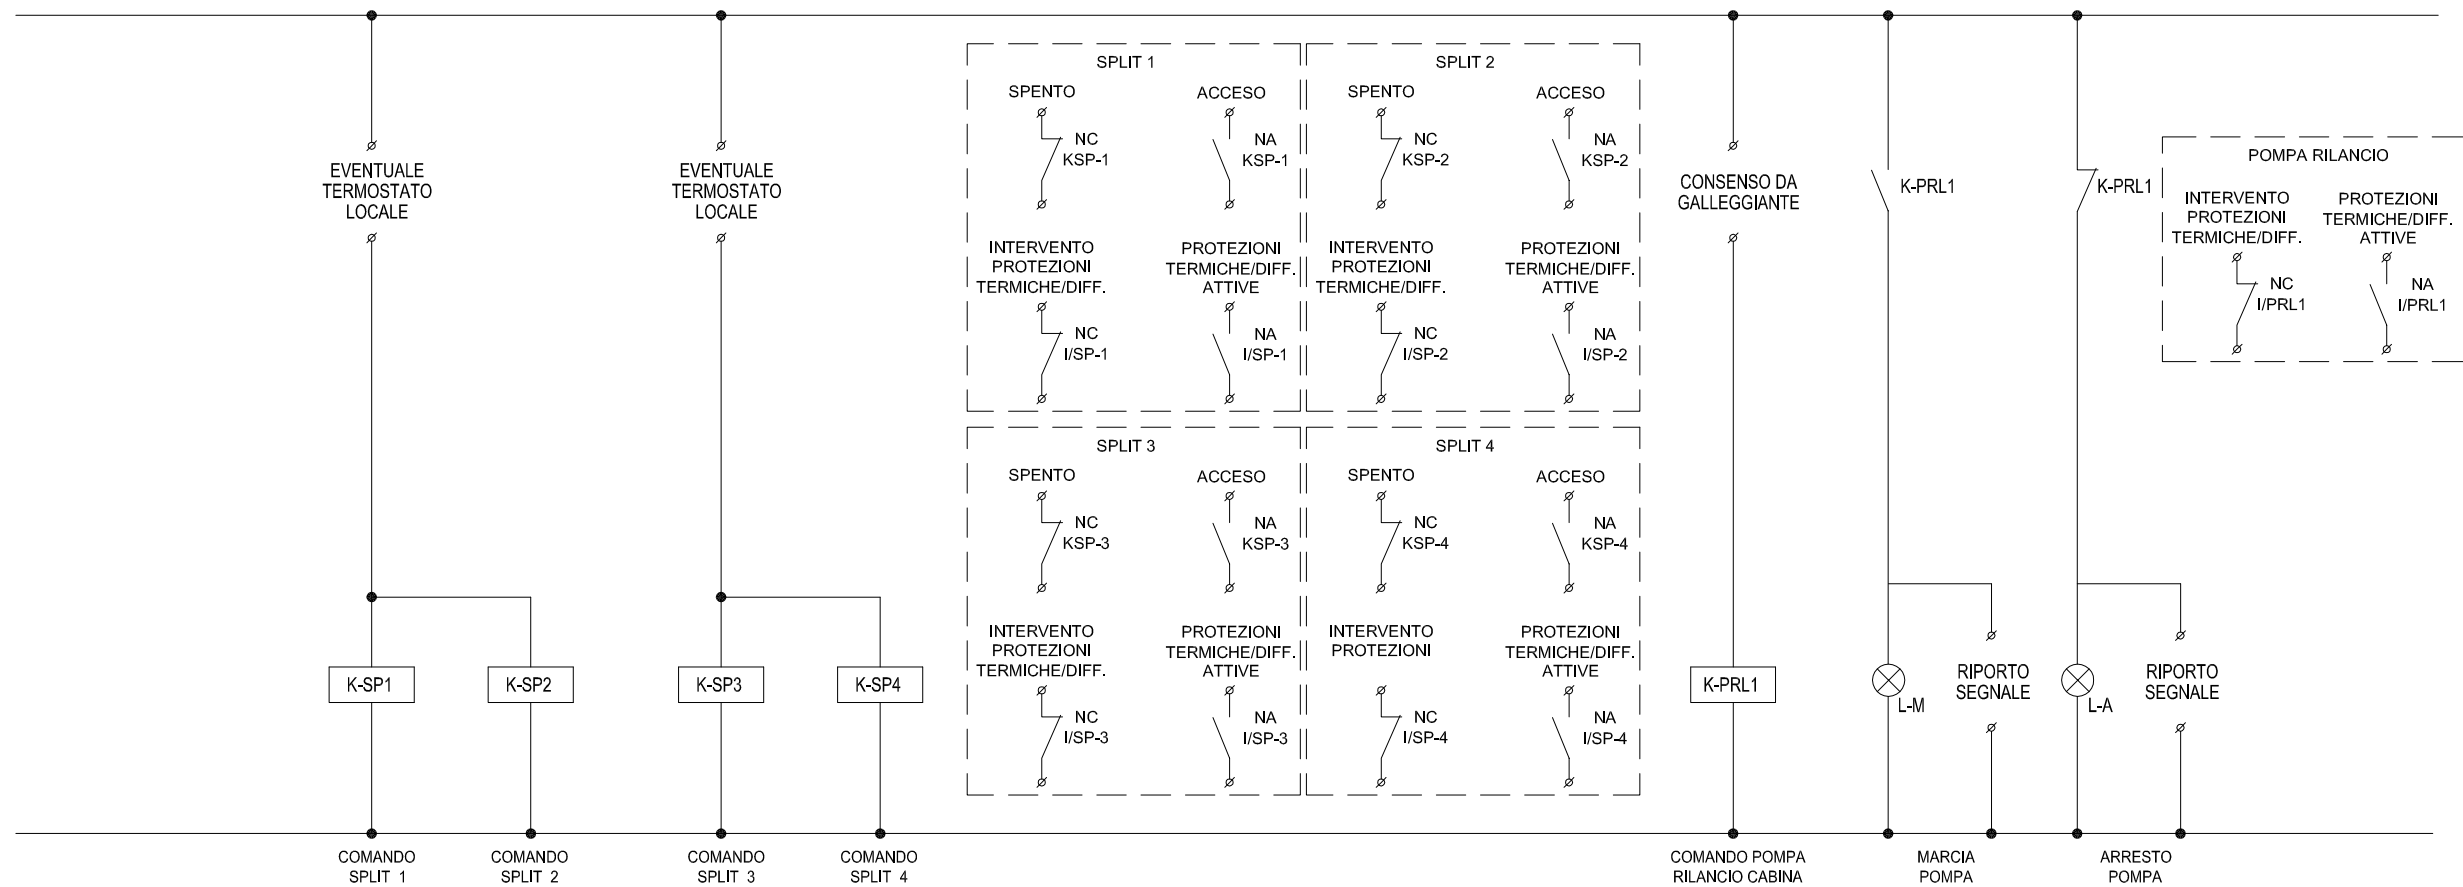 EVENTUALE
TERMOSTATO
LOCALE
K-SP1
K-SP2
COMANDO
SPLIT 1
COMANDO
SPLIT 2
EVENTUALE
TERMOSTATO
LOCALE
K-SP3
K-SP4
COMANDO
SPLIT 3
COMANDO
SPLIT 4
SPLIT 1
SPENTO
NC
KSP-1
ACCESO
NA
KSP-1
INTERVENTO
PROTEZIONI
TERMICHE/DIFF.
NC
I/SP-1
PROTEZIONI
TERMICHE/DIFF.
ATTIVE
NA
I/SP-1
SPLIT 2
SPENTO
NC
KSP-2
ACCESO
NA
KSP-2
INTERVENTO
PROTEZIONI
TERMICHE/DIFF.
NC
I/SP-2
PROTEZIONI
TERMICHE/DIFF.
ATTIVE
NA
I/SP-2
SPLIT 3
SPENTO
NC
KSP-3
ACCESO
NA
KSP-3
INTERVENTO
PROTEZIONI
TERMICHE/DIFF.
NC
I/SP-3
PROTEZIONI
TERMICHE/DIFF.
ATTIVE
NA
I/SP-3
SPLIT 4
SPENTO
NC
KSP-4
ACCESO
NA
KSP-4
INTERVENTO
PROTEZIONI
NC
I/SP-4
PROTEZIONI
TERMICHE/DIFF.
ATTIVE
NA
I/SP-4
CONSENSO DA
GALLEGGIANTE
K-PRL1
COMANDO POMPA
RILANCIO CABINA
K-PRL1
L-M
RIPORTO
SEGNALE
MARCIA
POMPA
K-PRL1
L-A
RIPORTO
SEGNALE
ARRESTO
POMPA
POMPA RILANCIO
INTERVENTO
PROTEZIONI
TERMICHE/DIFF.
NC
I/PRL1
PROTEZIONI
TERMICHE/DIFF.
ATTIVE
NA
I/PRL1